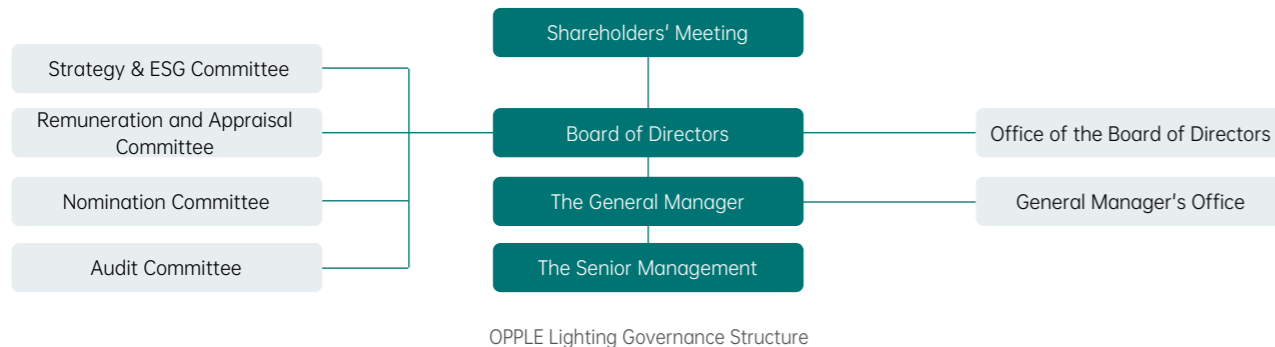 Shareholders' Meeting
Strategy & ESG Committee
Remuneration and Appraisal
Committee
Board of Directors
Office of the Board of Directors
Nomination Committee
The General Manager
General Manager's Office
Audit Committee
The Senior Management
OPPLE Lighting Governance Structure